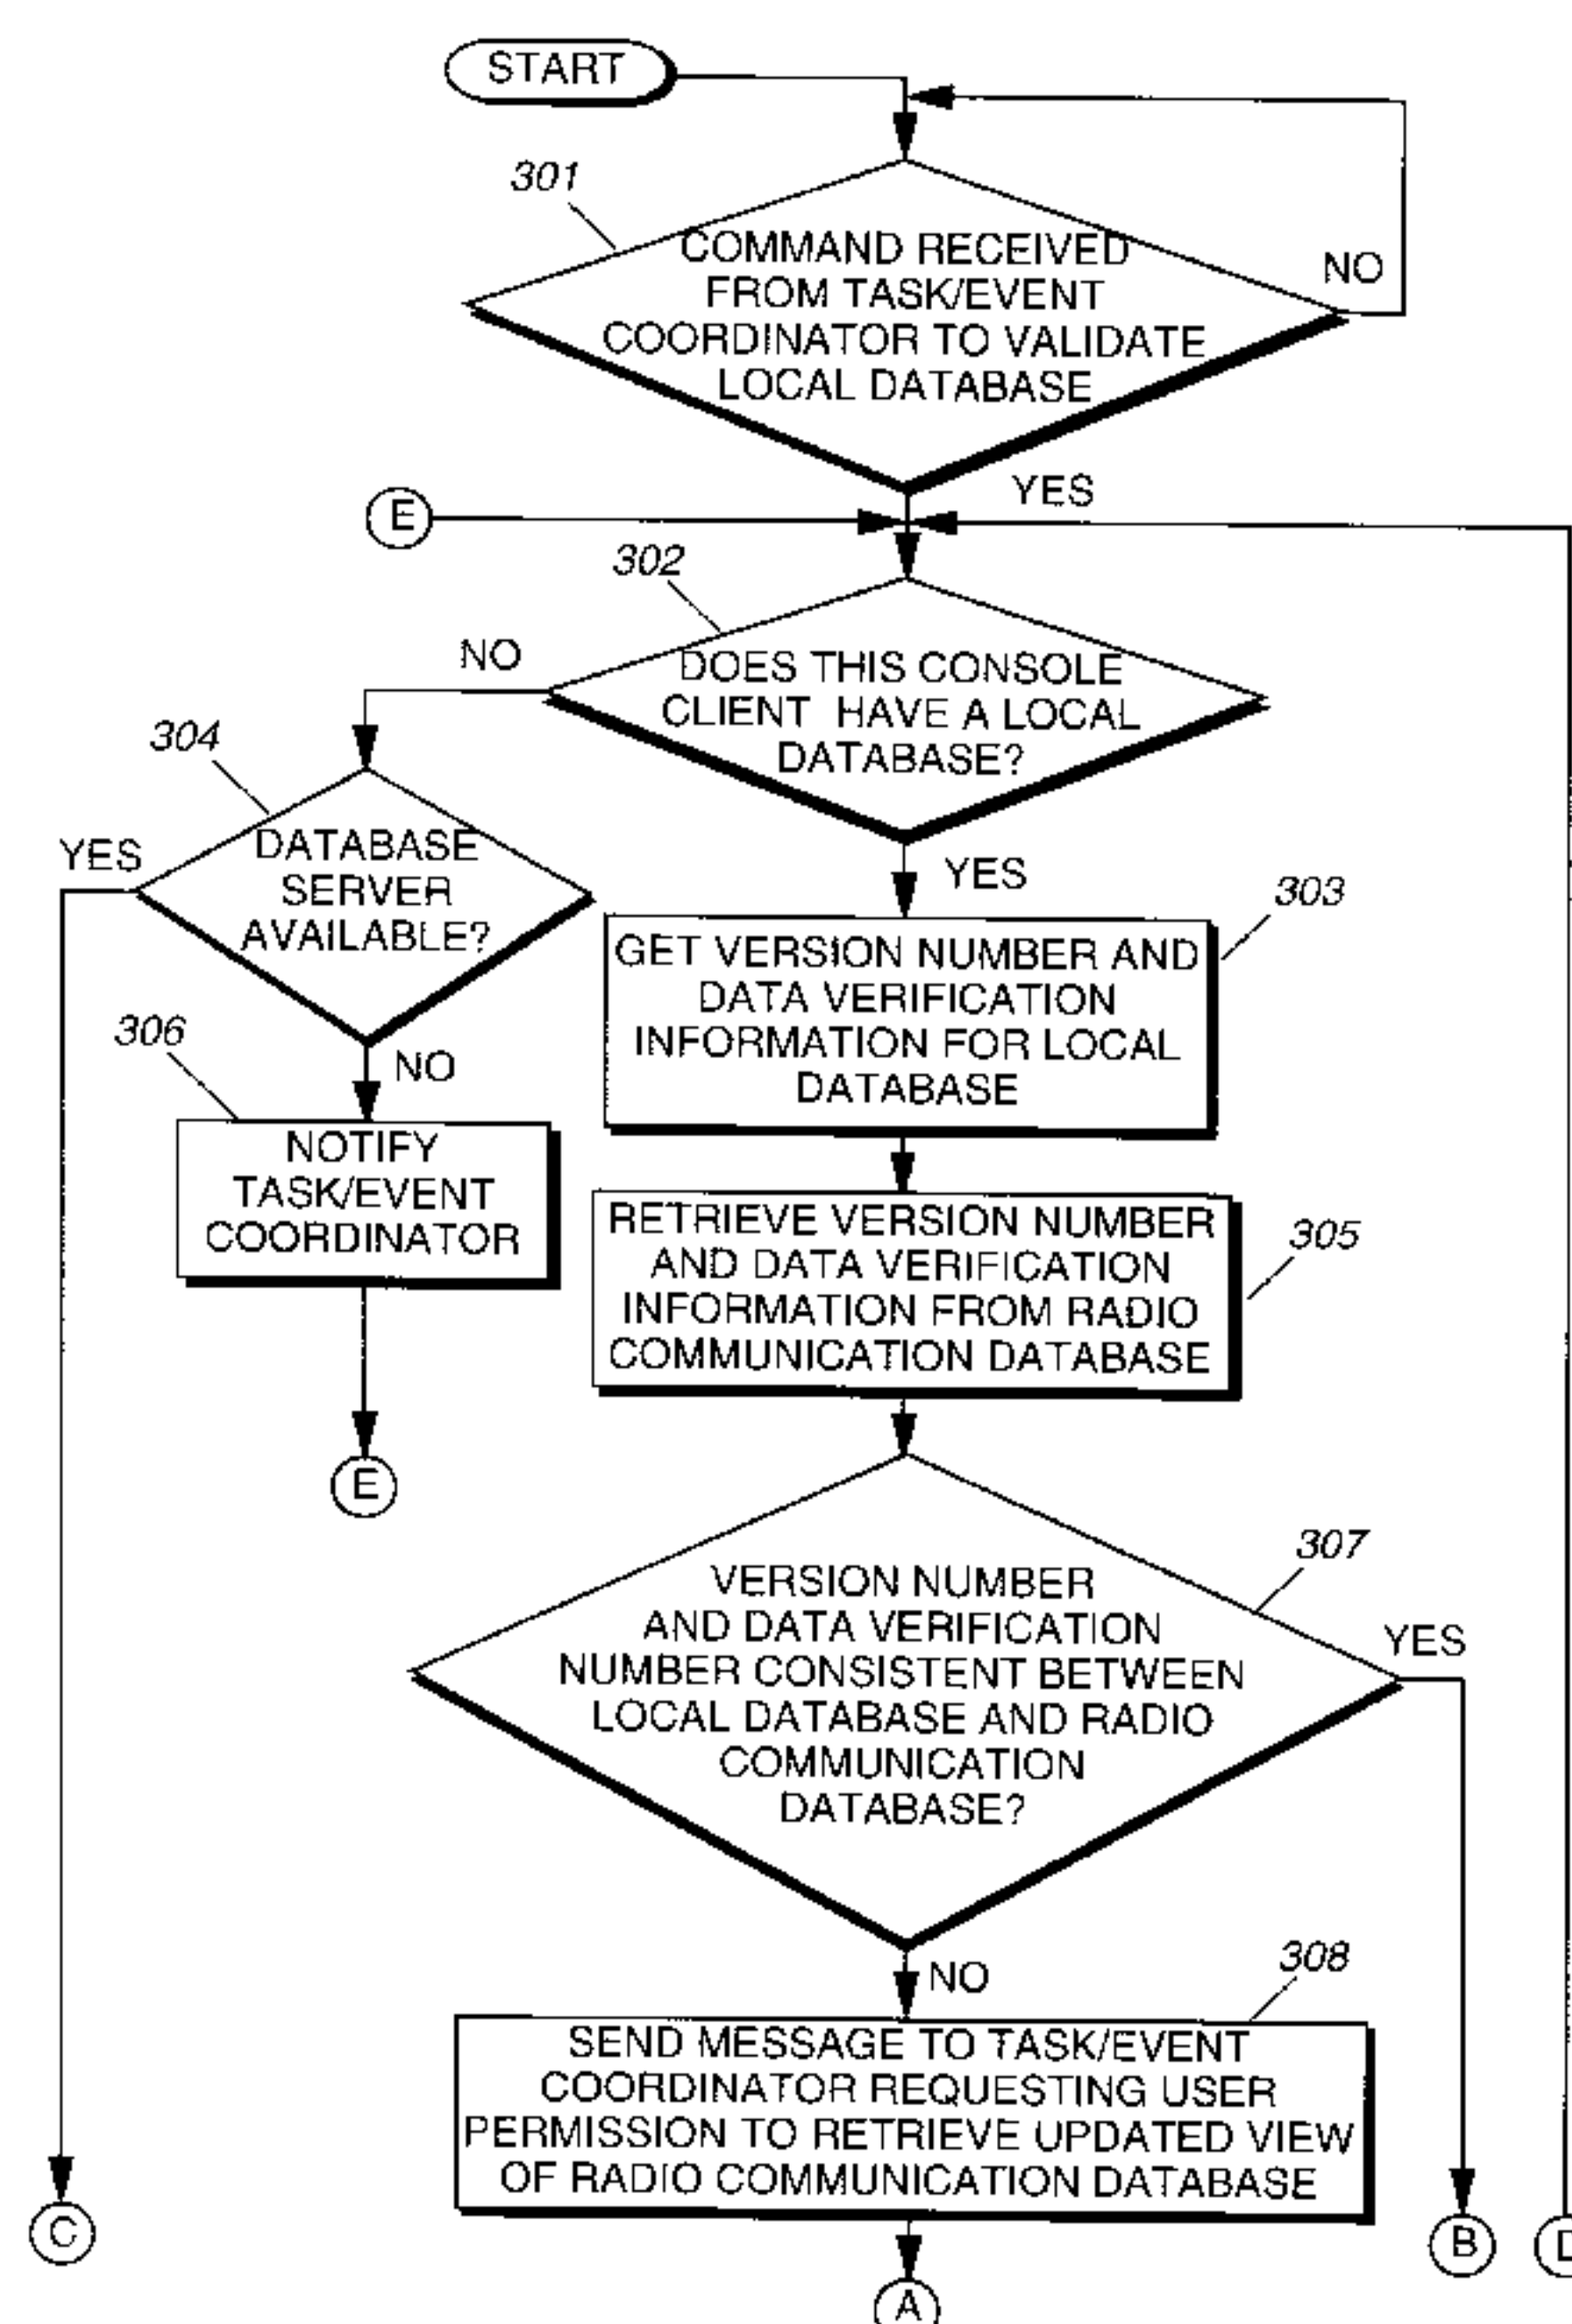 START
301
COMMAND RECEIVED
FROM TASK/EVENT
COORDINATOR TO VALIDATE
LOCAL DATABASE
NO
YES
E
302
DOES THIS CONSOLE
CLIENT HAVE A LOCAL
DATABASE?
NO
YES
304
DATABASE
SERVER
AVAILABLE?
YES
NO
303
GET VERSION NUMBER AND
DATA VERIFICATION
INFORMATION FOR LOCAL
DATABASE
306
NOTIFY
TASK/EVENT
COORDINATOR
E
305
RETRIEVE VERSION NUMBER
AND DATA VERIFICATION
INFORMATION FROM RADIO
COMMUNICATION DATABASE
307
VERSION NUMBER
AND DATA VERIFICATION
NUMBER CONSISTENT BETWEEN
LOCAL DATABASE AND RADIO
COMMUNICATION
DATABASE?
YES
NO
308
SEND MESSAGE TO TASK/EVENT
COORDINATOR REQUESTING USER
PERMISSION TO RETRIEVE UPDATED VIEW
OF RADIO COMMUNICATION DATABASE
C
B
A